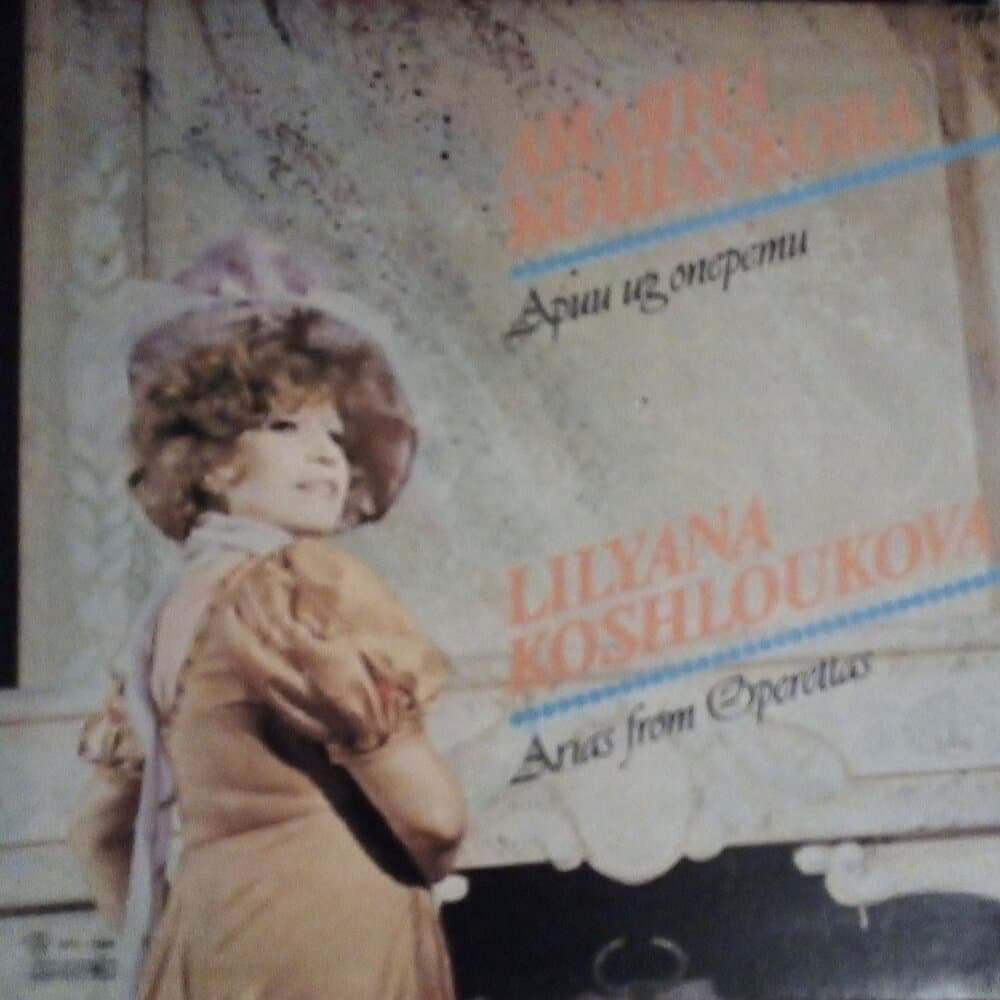 ЛИЛЯНА
КОШЛУКОВА
Арии из оперети
LILYANA
KOSHLOUKOVA
Arias from Operettas